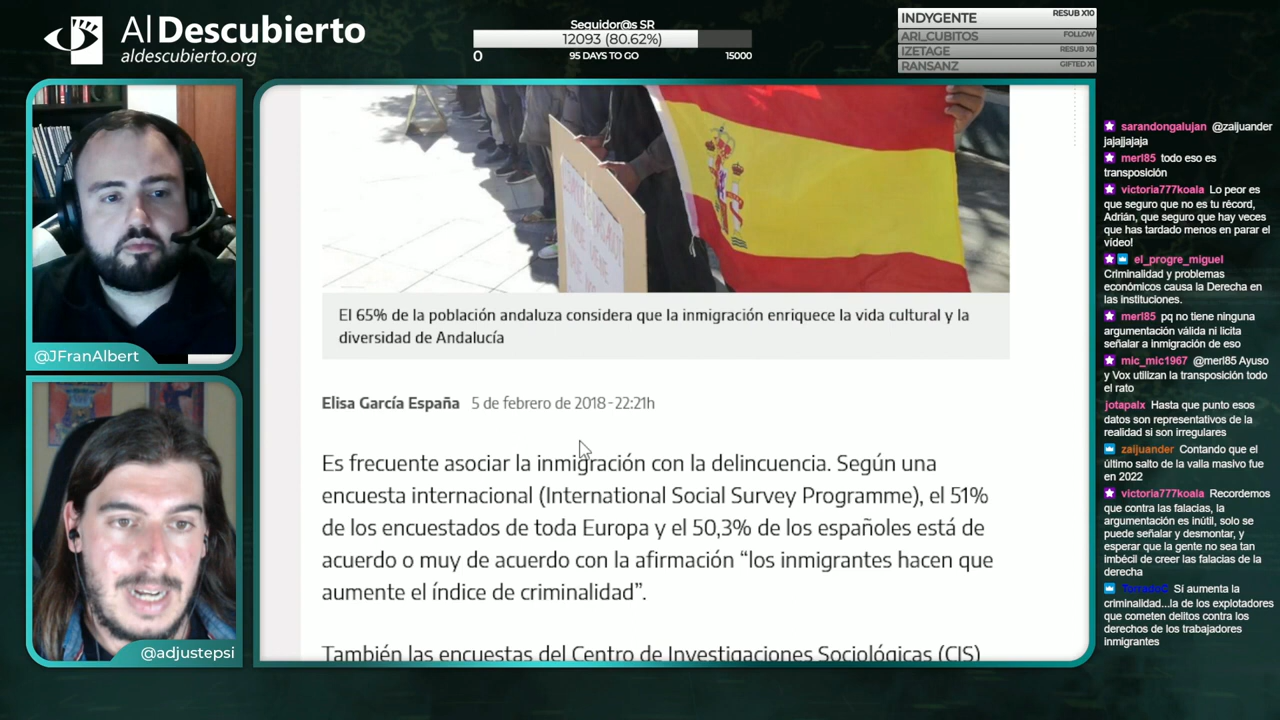 Al Descubierto
aldescubierto.org
Seguidor@s SR
12093 (80.62%)
0
95 DAYS TO GO
15000
INDYGENTE
RESUB X10
ARI_CUBITOS
FOLLOW
IZETAGE
RESUB X8
RANSANZ
GIFTED X1
@JFranAlbert
@adjustepsi
El 65% de la población andaluza considera que la inmigración enriquece la vida cultural y la
diversidad de Andalucía
Elisa García España 5 de febrero de 2018-22:21h
Es frecuente asociar la inmigración con la delincuencia. Según una
encuesta internacional (International Social Survey Programme), el 51%
de los encuestados de toda Europa y el 50,3% de los españoles está de
acuerdo o muy de acuerdo con la afirmación “los inmigrantes hacen que
aumente el índice de criminalidad”.
También las encuestas del Centro de Investigaciones Sociológicas (CIS)
sarandongalujan @zaijuander
jajajjajaja
merl85 todo eso es
transposición
victoria777koala Lo peor es
que seguro que no es tu récord,
Adrián, que seguro que hay veces
que has tardado menos en parar el
vídeo!
el_progre_miguel
Criminalidad y problemas
económicos causa la Derecha en
las instituciones.
merl85 pq no tiene ninguna
argumentación válida ni licita
señalar a inmigración de eso
mic_mic1967 @merl85 Ayuso
y Vox utilizan la transposición todo
el rato
jotapalx Hasta que punto esos
datos son representativos de la
realidad si son irregulares
zaijuander Contando que el
último salto de la valla masivo fue
en 2022
victoria777koala Recordemos
que contra las falacias, la
argumentación es inútil, solo se
puede señalar y desmontar, y
esperar que la gente no sea tan
imbécil de creer las falacias de la
derecha
Sí aumenta la
criminalidad...la de los explotadores
que cometen delitos contra los
derechos de los trabajadores
inmigrantes